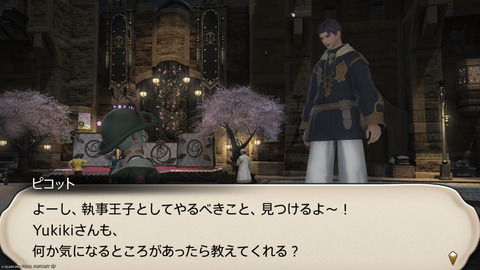 ピコット
よーし、執事王子としてやるべきこと、見つけるよ～！
Yukikiさんも、
何か気になるところがあったら教えてくれる？